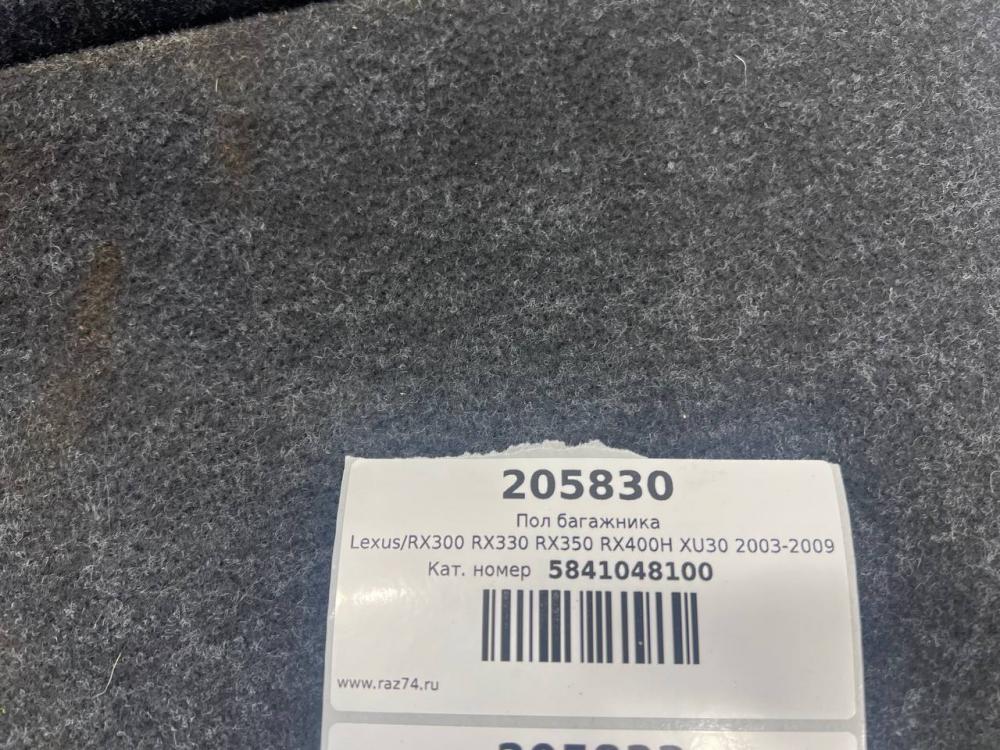 205830
Пол багажника
Lexus/RX300 RX330 RX350 RX400H XU30 2003-2009
Кат. номер 5841048100
www.raz74.ru